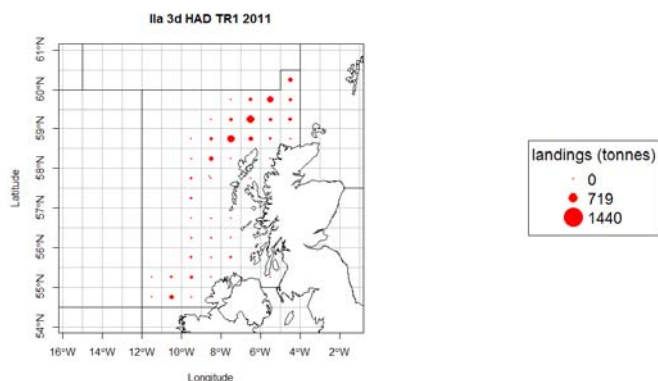 IIa 3d HAD TR1 2011
61°N
60°N
59°N
58°N
57°N
56°N
55°N
54°N
Latitude
16°W 14°W 12°W 10°W 8°W 6°W 4°W 2°W
Longitude
landings (tonnes)
0
719
1440